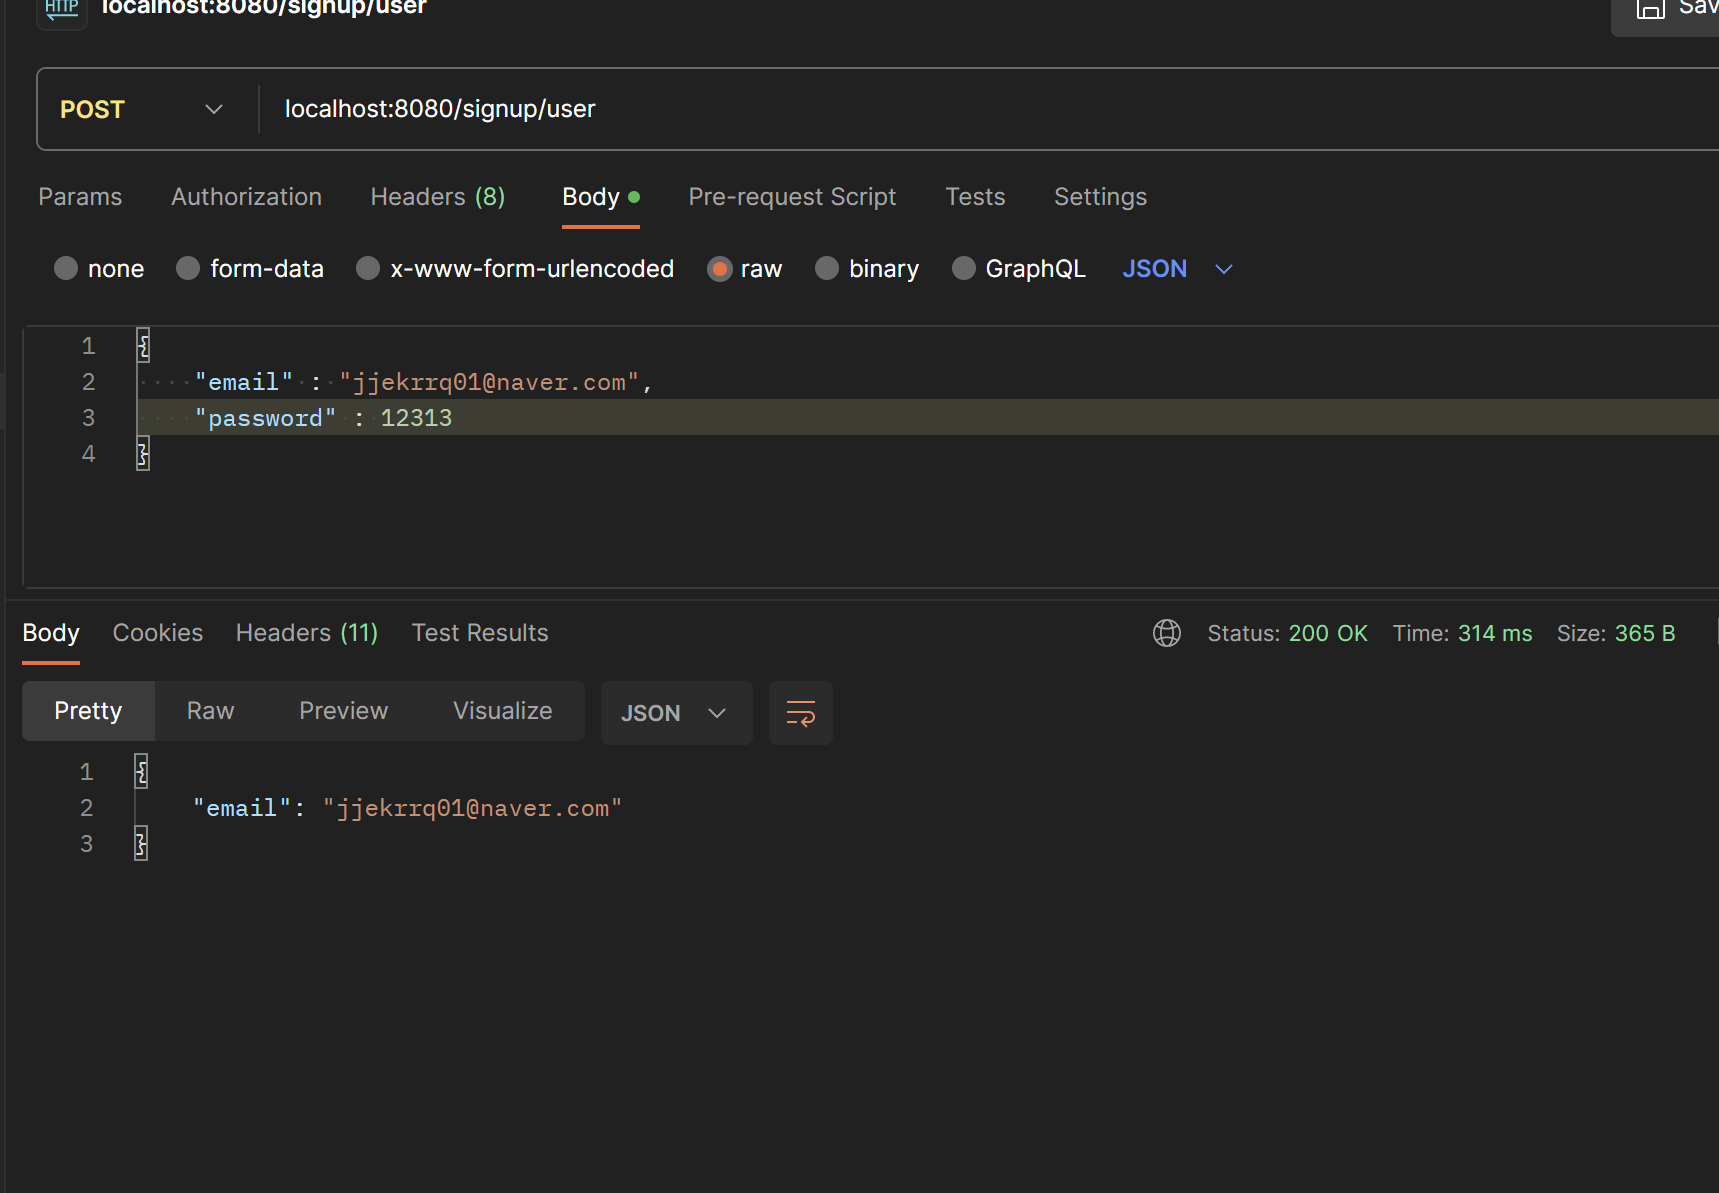 HTTP localhost:8080/signup/user Sav
POST localhost:8080/signup/user
Params Authorization Headers (8) Body Pre-request Script Tests Settings
none form-data x-www-form-urlencoded raw binary GraphQL JSON
1 {
2 "email" : "jjekrrq01@naver.com",
3 "password" : 12313
4 }
Body Cookies Headers (11) Test Results Status: 200 OK Time: 314 ms Size: 365 B
Pretty Raw Preview Visualize JSON
1 {
2 "email": "jjekrrq01@naver.com"
3 }